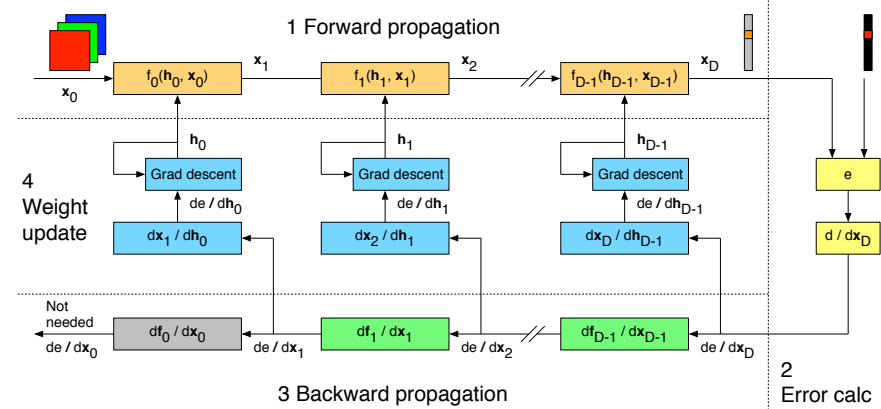 1 Forward propagation
x0
f0(h0, x0)
x1
f1(h1, x1)
x2
fD-1(hD-1, xD-1)
xD
4
Weight
update
h0
h1
hD-1
Grad descent
Grad descent
Grad descent
e
de / dh0
de / dh1
de / dhD-1
dx1 / dh0
dx2 / dh1
dxD / dhD-1
d / dxD
Not
needed
de / dx0
df0 / dx0
de / dx1
df1 / dx1
de / dx2
dfD-1 / dxD-1
de / dxD
3 Backward propagation
2
Error calc